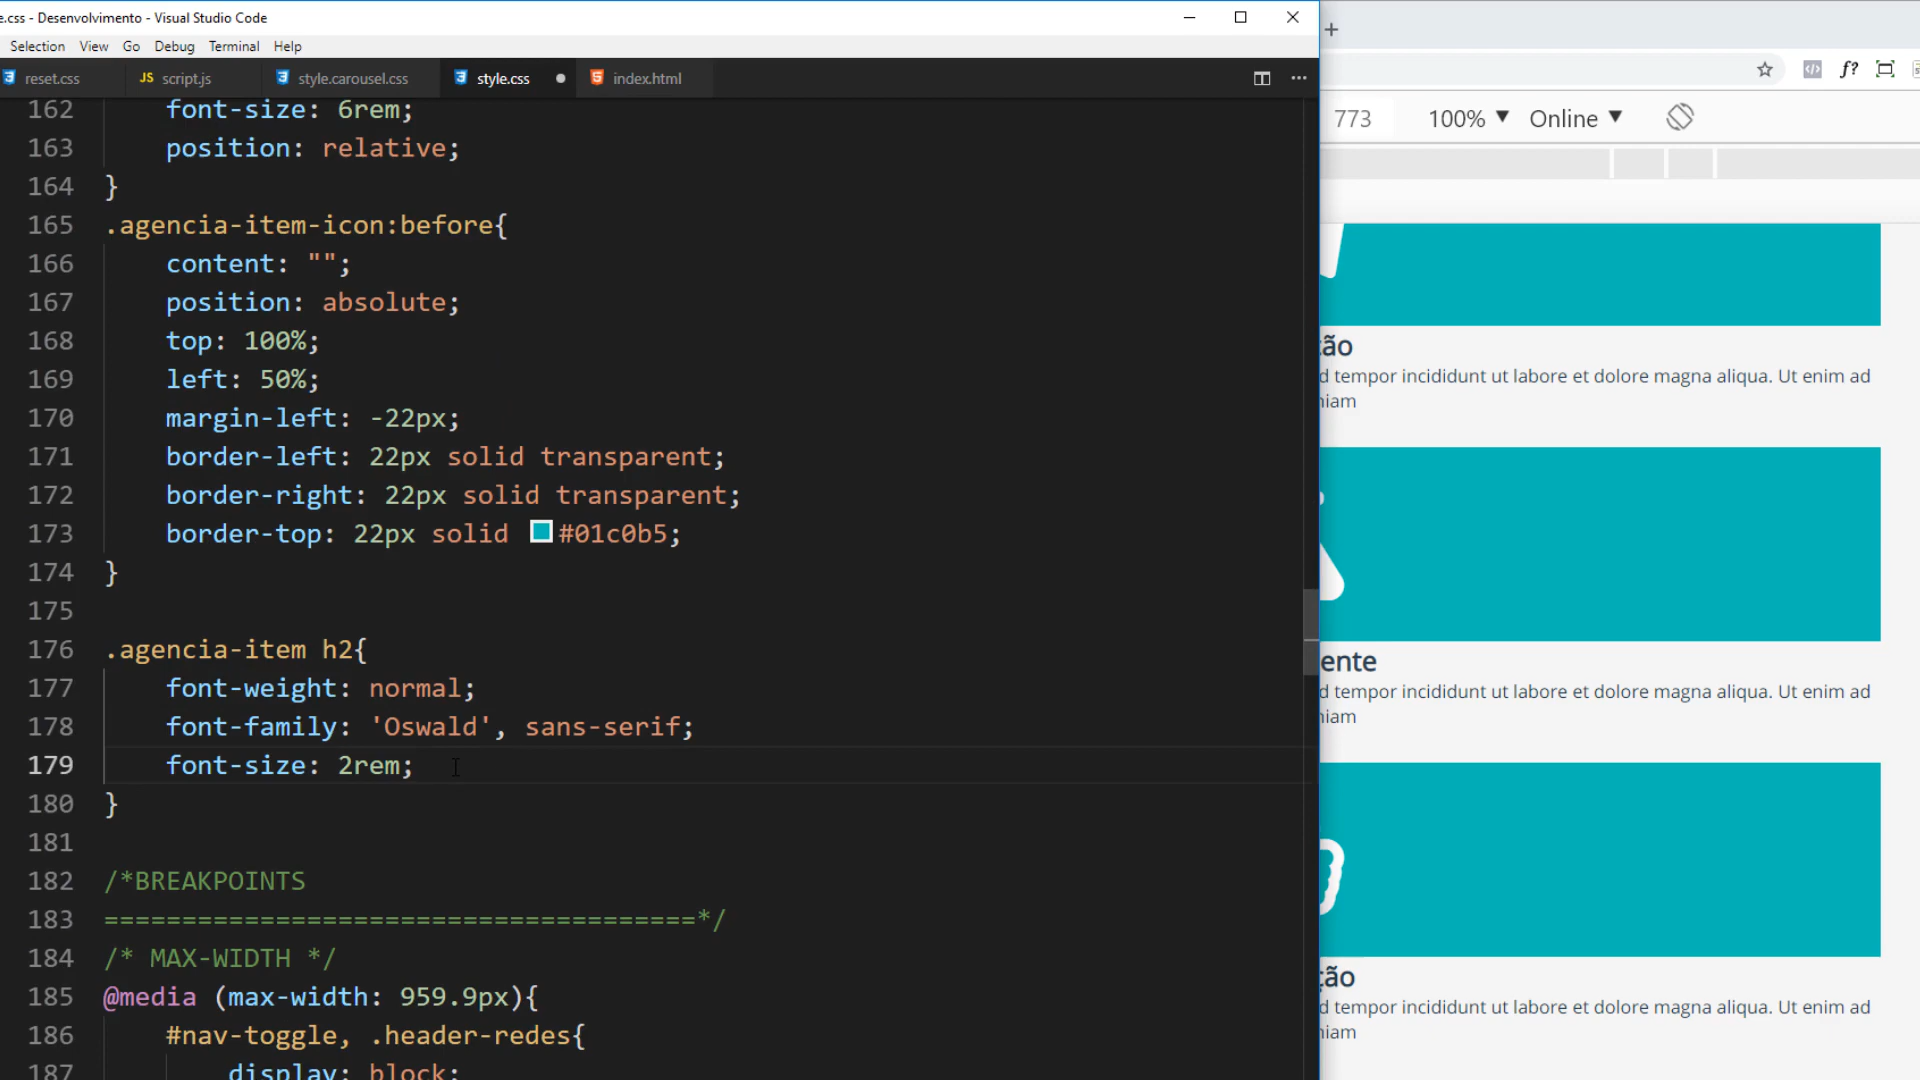 e.css - Desenvolvimento - Visual Studio Code
Selection View Go Debug Terminal Help
reset.css JS script.js style.carousel.css style.css index.html
162 font-size: 6rem;
163 position: relative;
164 }
165 .agencia-item-icon:before{
166 content: "";
167 position: absolute;
168 top: 100%;
169 left: 50%;
170 margin-left: -22px;
171 border-left: 22px solid transparent;
172 border-right: 22px solid transparent;
173 border-top: 22px solid #01c0b5;
174 }
175
176 .agencia-item h2{
177 font-weight: normal;
178 font-family: 'Oswald', sans-serif;
179 font-size: 2rem;
180 }
181
182 /*BREAKPOINTS
183 ======================================*/
184 /* MAX-WIDTH */
185 @media (max-width: 959.9px){
186 #nav-toggle, .header-redes{
187 display: block;
f?
773 100% Online
ão
d tempor incididunt ut labore et dolore magna aliqua. Ut enim ad
niam
ente
d tempor incididunt ut labore et dolore magna aliqua. Ut enim ad
niam
ção
d tempor incididunt ut labore et dolore magna aliqua. Ut enim ad
niam